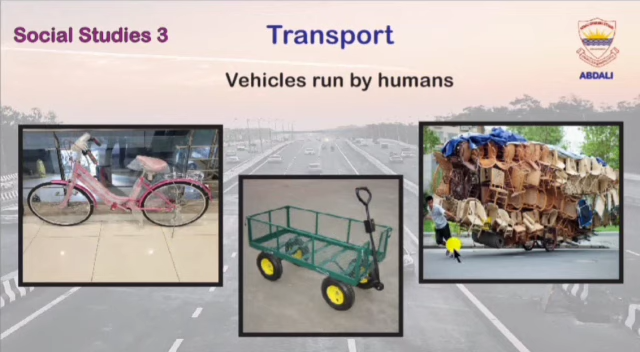 Social Studies 3
Transport
ABDALI
Vehicles run by humans